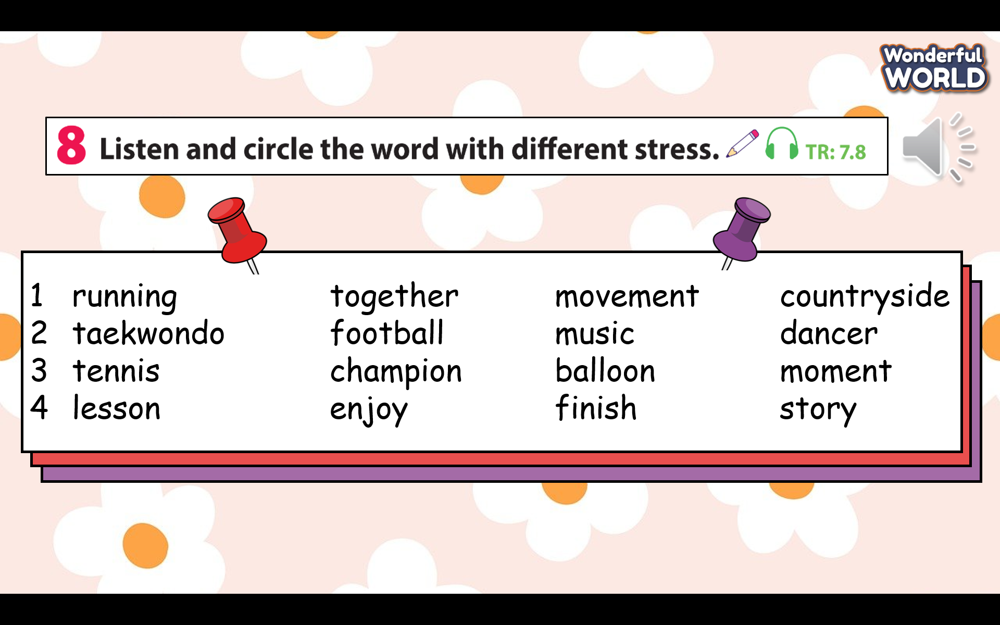 Wonderful
WORLD
8 Listen and circle the word with different stress. TR: 7.8
1 running together movement countryside
2 taekwondo football music dancer
3 tennis champion balloon moment
4 lesson enjoy finish story